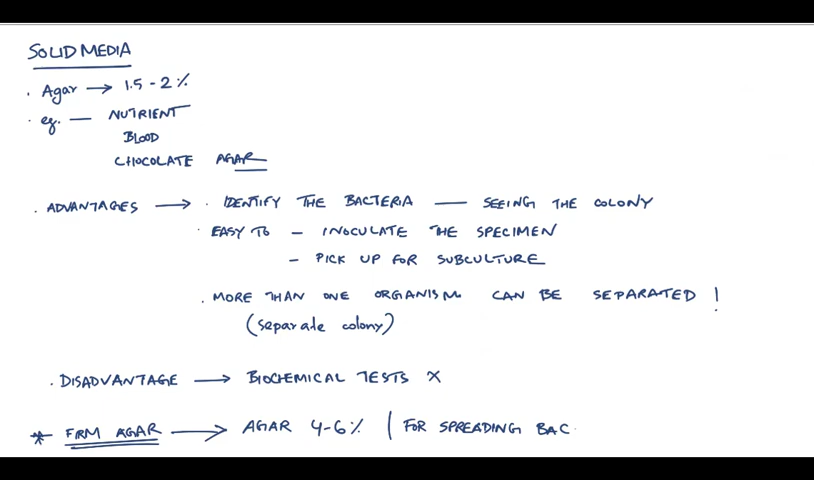 SOLID MEDIA
. Agar → 1.5 - 2 %
. eg. — NUTRIENT
BLOOD
CHOCOLATE AGAR
. ADVANTAGES → . IDENTIFY THE BACTERIA — SEEING THE COLONY
. EASY TO — INOCULATE THE SPECIMEN
— PICK UP FOR SUBCULTURE
. MORE THAN ONE ORGANISM CAN BE SEPARATED !
(separate colony)
. DISADVANTAGE → BIOCHEMICAL TESTS X
* FIRM AGAR → AGAR 4-6 % | FOR SPREADING BAC